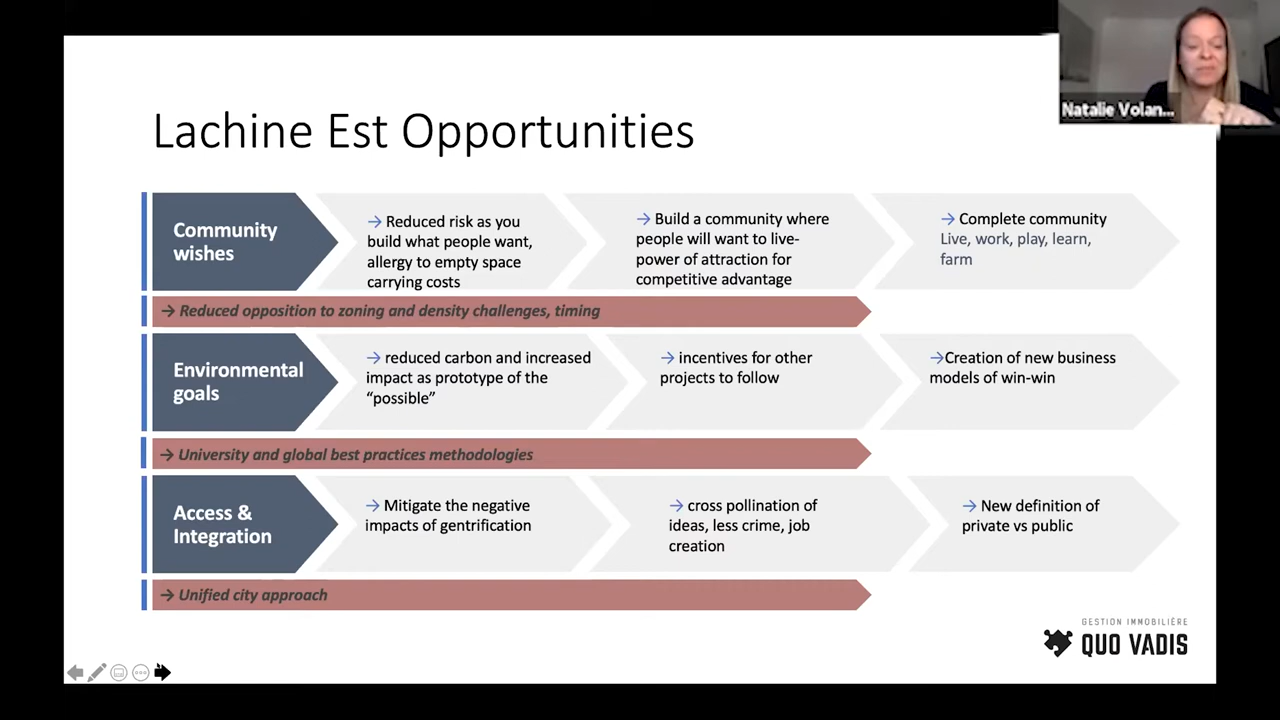 Natalie Volan...
Lachine Est Opportunities
Community
wishes
→ Reduced risk as you
build what people want,
allergy to empty space
carrying costs
→ Build a community where
people will want to live-
power of attraction for
competitive advantage
→ Complete community
Live, work, play, learn,
farm
→ Reduced opposition to zoning and density challenges, timing
Environmental
goals
→ reduced carbon and increased
impact as prototype of the
“possible”
→ incentives for other
projects to follow
→Creation of new business
models of win-win
→ University and global best practices methodologies
Access &
Integration
→ Mitigate the negative
impacts of gentrification
→ cross pollination of
ideas, less crime, job
creation
→ New definition of
private vs public
→ Unified city approach
GESTION IMMOBILIÈRE
QUO VADIS